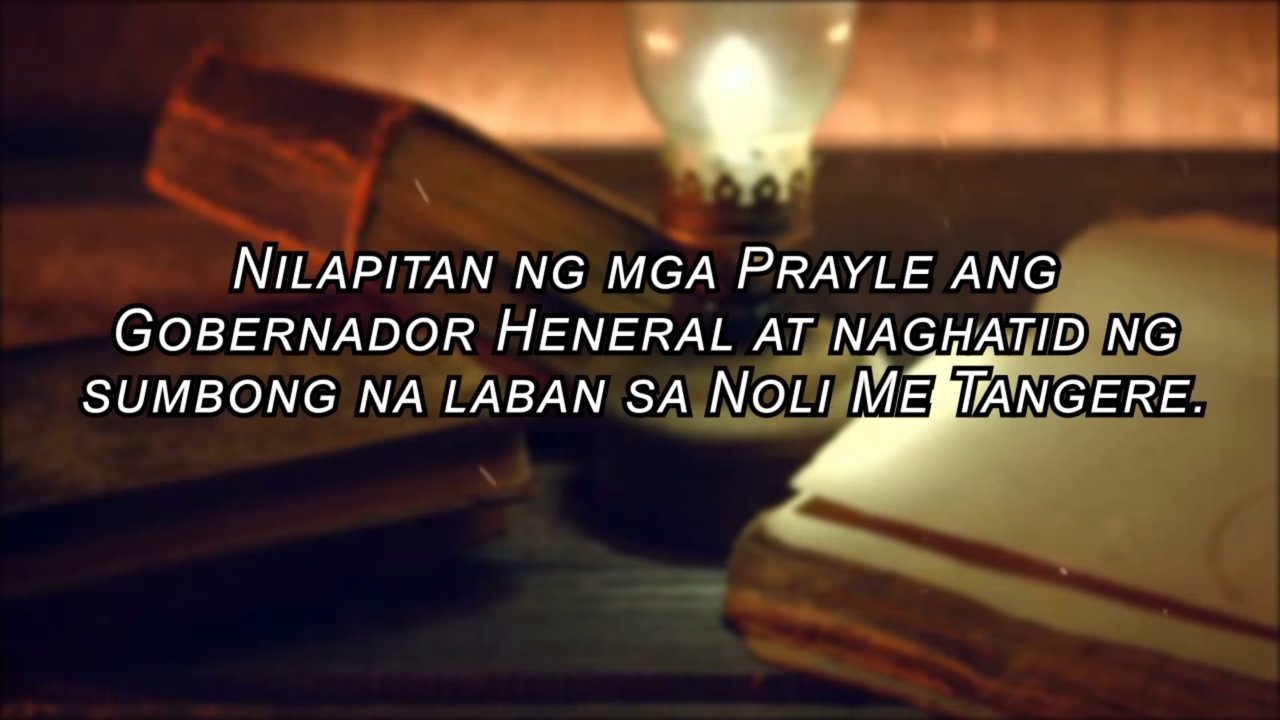 Nilapitan ng mga Prayle ang
Gobernador Heneral at naghatid ng
sumbong na laban sa Noli Me Tangere.